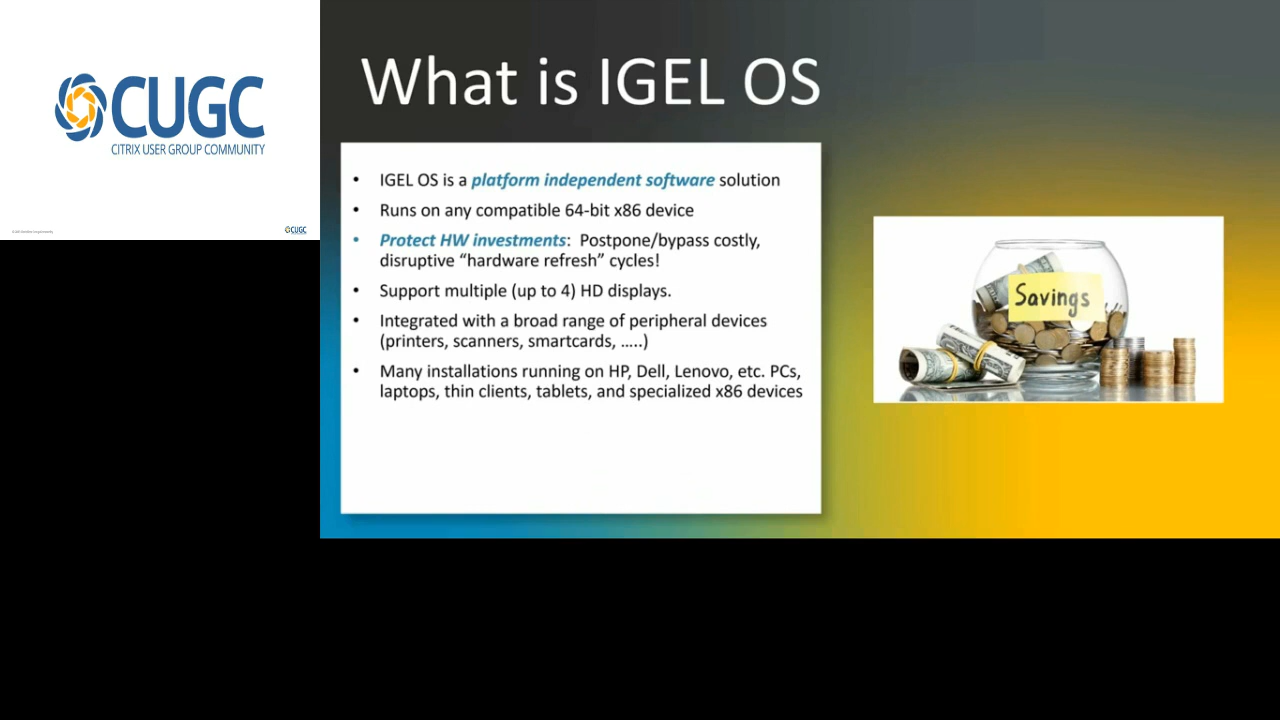 CUGC
CITRIX USER GROUP COMMUNITY
CUGC
What is IGEL OS
• IGEL OS is a platform independent software solution
• Runs on any compatible 64-bit x86 device
• Protect HW investments:  Postpone/bypass costly,
disruptive “hardware refresh” cycles!
• Support multiple (up to 4) HD displays.
• Integrated with a broad range of peripheral devices
(printers, scanners, smartcards, …..)
• Many installations running on HP, Dell, Lenovo, etc. PCs,
laptops, thin clients, tablets, and specialized x86 devices
Savings